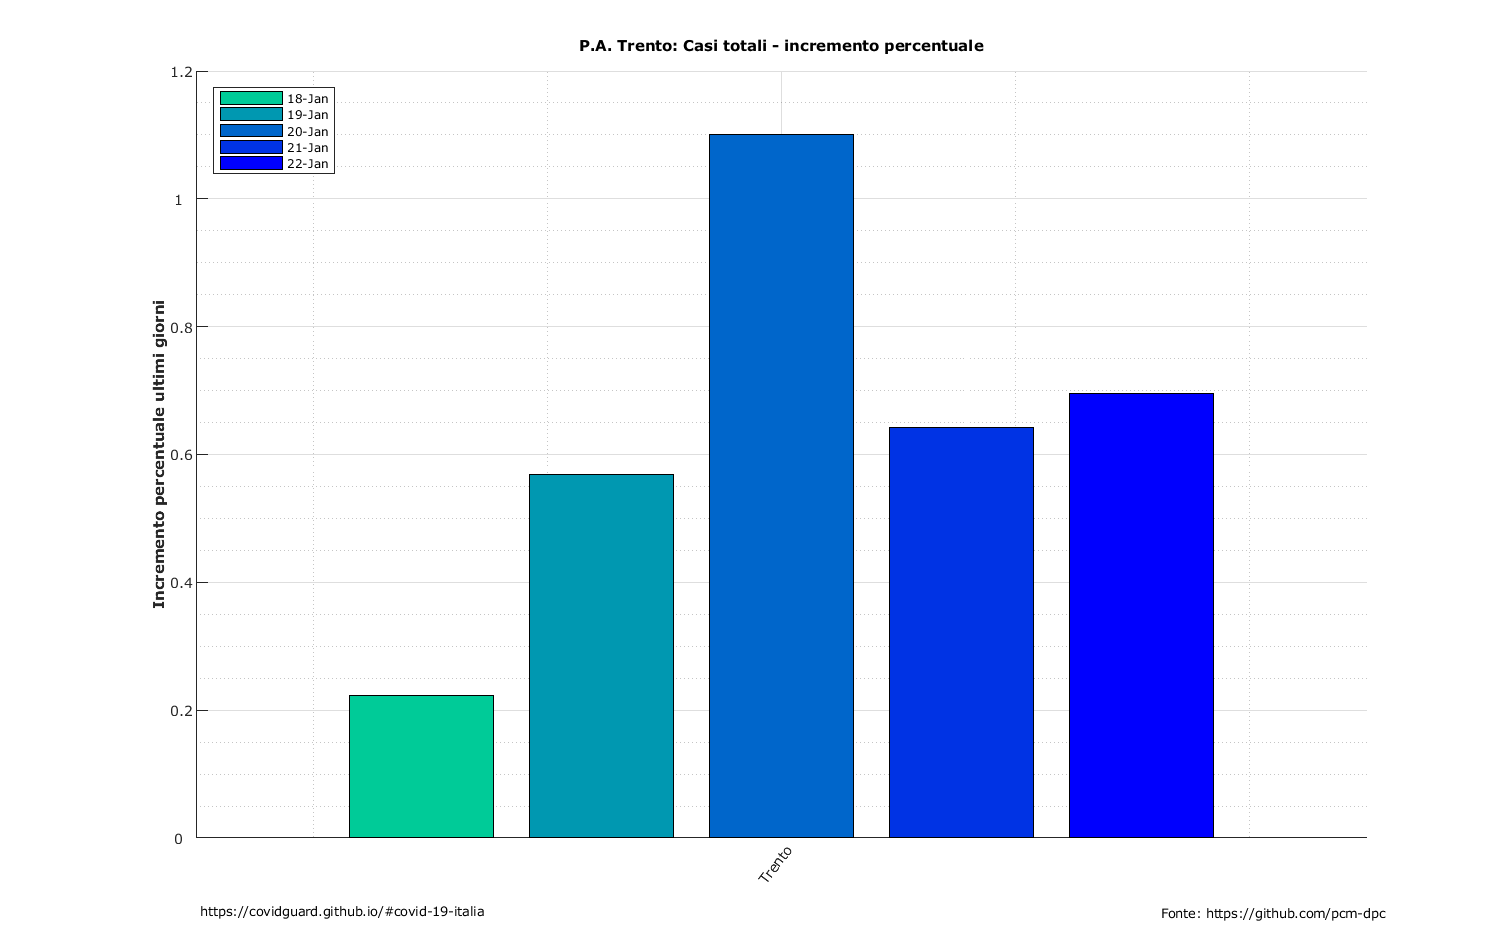 P.A. Trento: Casi totali - incremento percentuale
18-Jan
19-Jan
20-Jan
21-Jan
22-Jan
1.2
1
0.8
0.6
0.4
0.2
0
Incremento percentuale ultimi giorni
Trento
https://covidguard.github.io/#covid-19-italia
Fonte: https://github.com/pcm-dpc